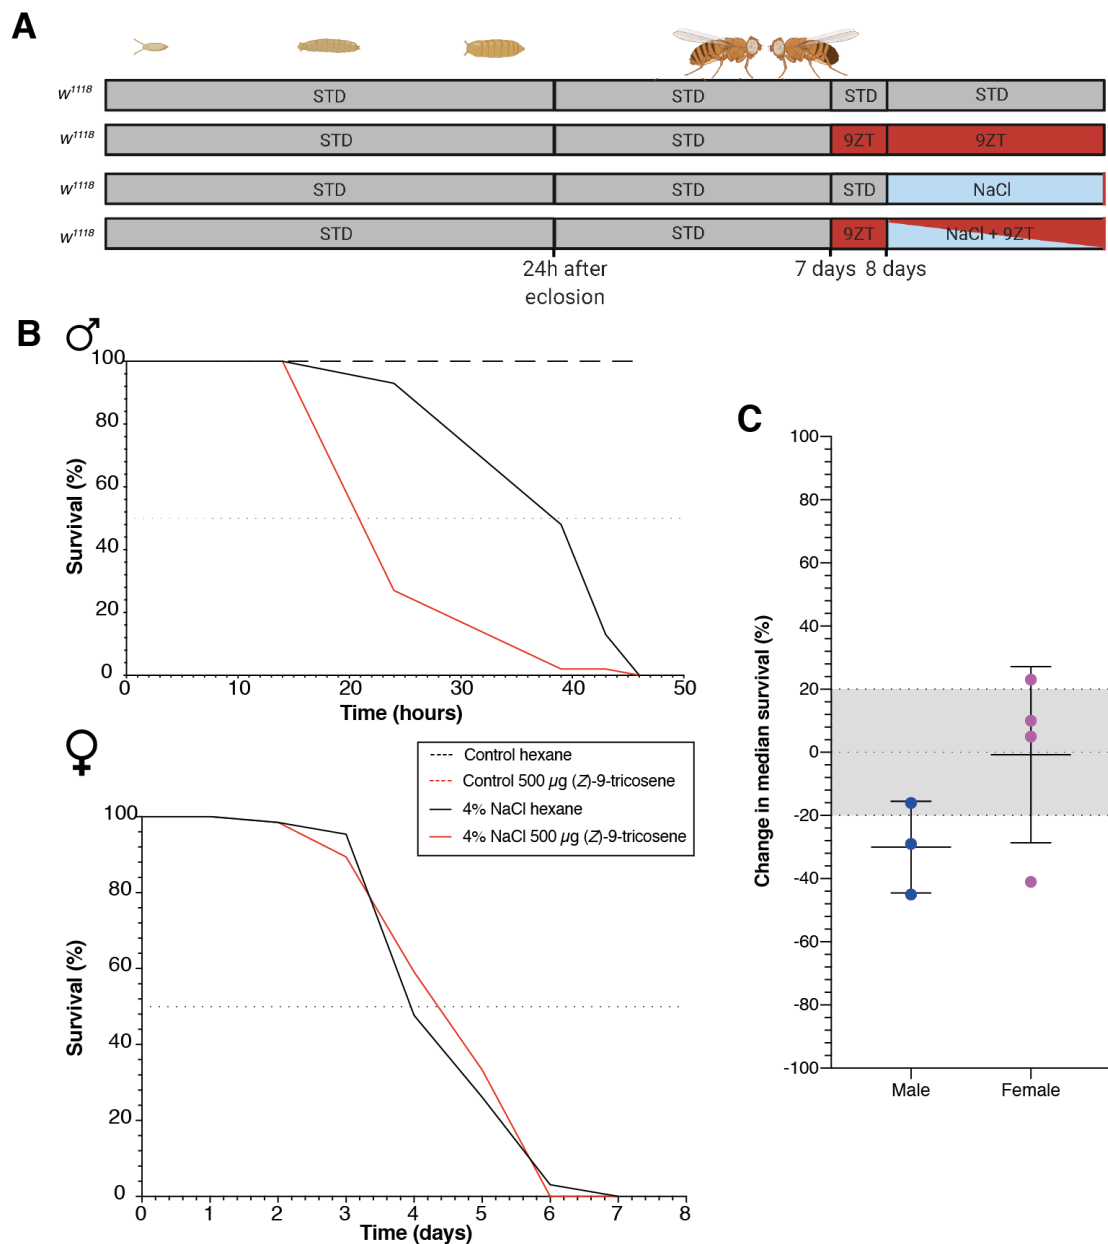 A
w1118 STD STD STD STD
w1118 STD STD 9ZT 9ZT
w1118 STD STD STD NaCl
w1118 STD STD 9ZT NaCl + 9ZT
24h after eclosion
7 days 8 days
B ♂
100
80
60
40
20
0
Survival (%)
0 10 20 30 40 50
Time (hours)
♀
Control hexane
Control 500 µg (Z)-9-tricosene
4% NaCl hexane
4% NaCl 500 µg (Z)-9-tricosene
100
80
60
40
20
0
Survival (%)
0 1 2 3 4 5 6 7 8
Time (days)
C
100
80
60
40
20
0
-20
-40
-60
-80
-100
Change in median survival (%)
Male Female